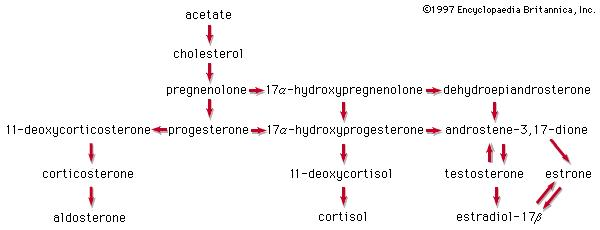 ©1997 Encyclopaedia Britannica, Inc.
acetate
cholesterol
pregnenolone 17α-hydroxypregnenolone dehydroepiandrosterone
11-deoxycorticosterone progesterone 17α-hydroxyprogesterone androstene-3,17-dione
corticosterone 11-deoxycortisol testosterone estrone
aldosterone cortisol estradiol-17β